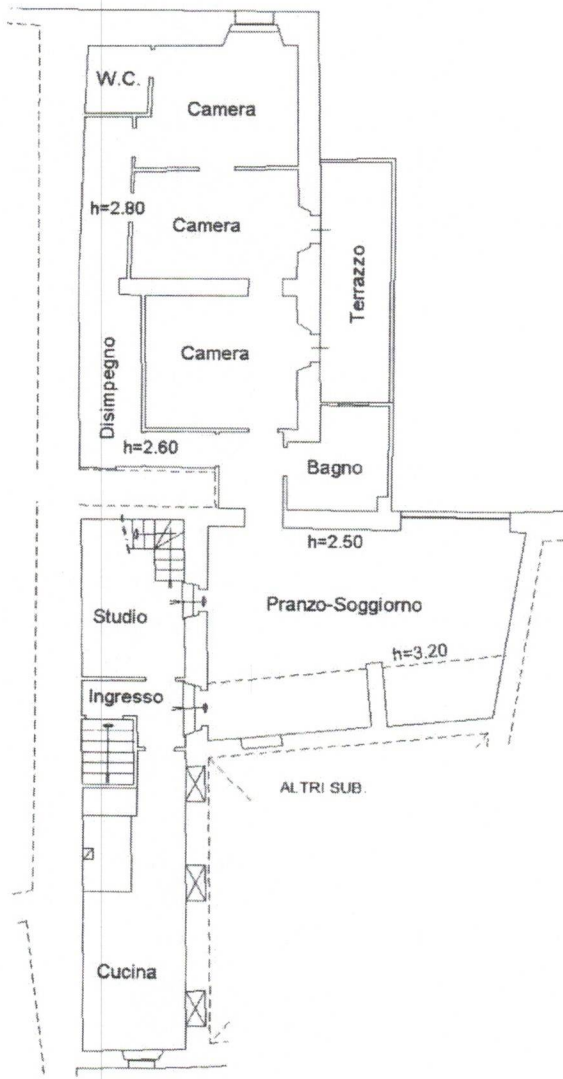 W.C.
Camera
h=2.80
Camera
Terrazzo
Camera
Disimpegno
h=2.60
Bagno
h=2.50
Studio
Pranzo-Soggiorno
h=3.20
Ingresso
ALTRI SUB.
Cucina